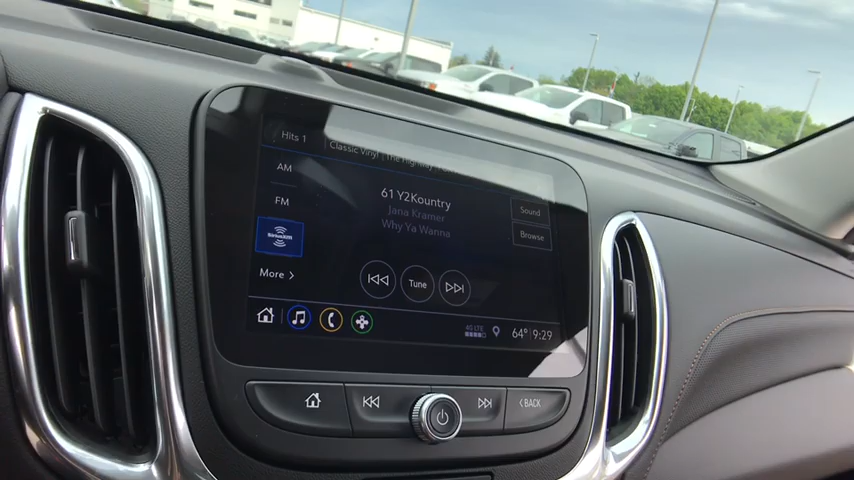 Hits 1 | Classic Vinyl | The Highway
AM
FM
SiriusXM
More >
61 Y2Kountry
Jana Kramer
Why Ya Wanna
Sound
Browse
Tune
4G LTE
64° 9:29
< BACK